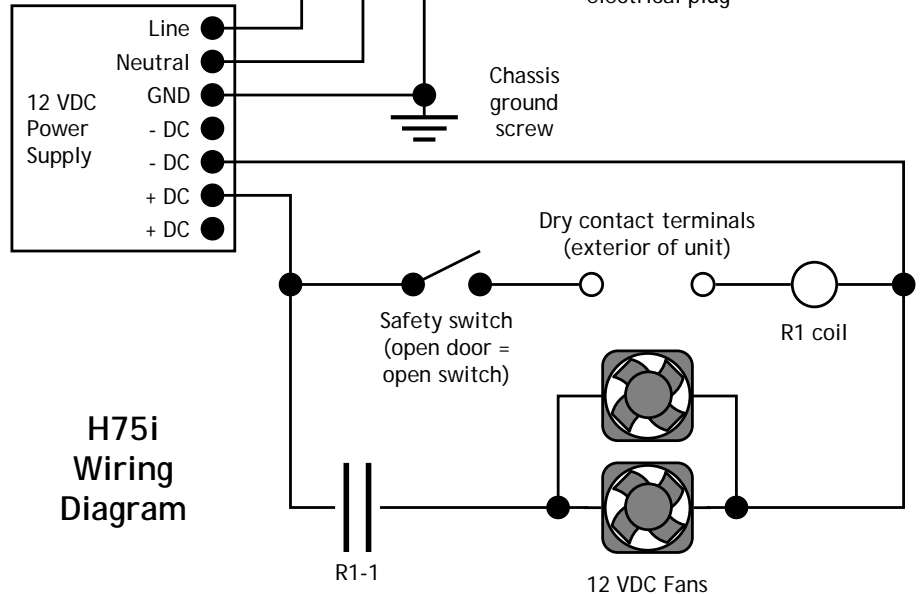 electrical plug
Line
Neutral
GND
- DC
- DC
+ DC
+ DC
12 VDC
Power
Supply
Chassis
ground
screw
Dry contact terminals
(exterior of unit)
Safety switch
(open door =
open switch)
R1 coil
H75i
Wiring
Diagram
R1-1
12 VDC Fans